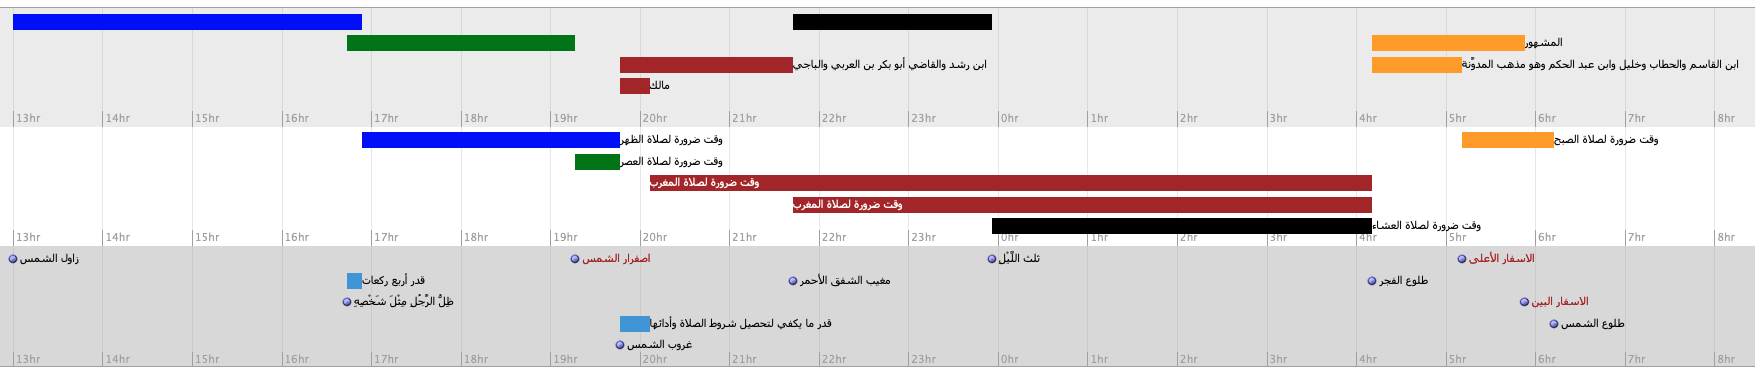 المشهور
ابن رشد والقاضي أبو بكر بن العربي والباجي
ابن القاسم والحطاب وخليل وابن عبد الحكم وهو مذهب المدوّنة
مالك
13hr 14hr 15hr 16hr 17hr 18hr 19hr 20hr 21hr 22hr 23hr 0hr 1hr 2hr 3hr 4hr 5hr 6hr 7hr 8hr
وقت ضرورة لصلاة الظهر
وقت ضرورة لصلاة الصبح
وقت ضرورة لصلاة العصر
وقت ضرورة لصلاة المغرب
وقت ضرورة لصلاة المغرب
وقت ضرورة لصلاة العشاء
13hr 14hr 15hr 16hr 17hr 18hr 19hr 20hr 21hr 22hr 23hr 0hr 1hr 2hr 3hr 4hr 5hr 6hr 7hr 8hr
زاول الشمس
اصفرار الشمس
ثلث اللّيْل
الاسفار الأعلى
قدر أربع ركعات
مغيب الشفق الأحمر
طلوع الفجر
ظِلُّ الرَّجُل مِثْلَ شَخْصِهِ
الاسفار البين
قدر ما يكفي لتحصيل شروط الصلاة وأدائها
طلوع الشمس
غروب الشمس
13hr 14hr 15hr 16hr 17hr 18hr 19hr 20hr 21hr 22hr 23hr 0hr 1hr 2hr 3hr 4hr 5hr 6hr 7hr 8hr